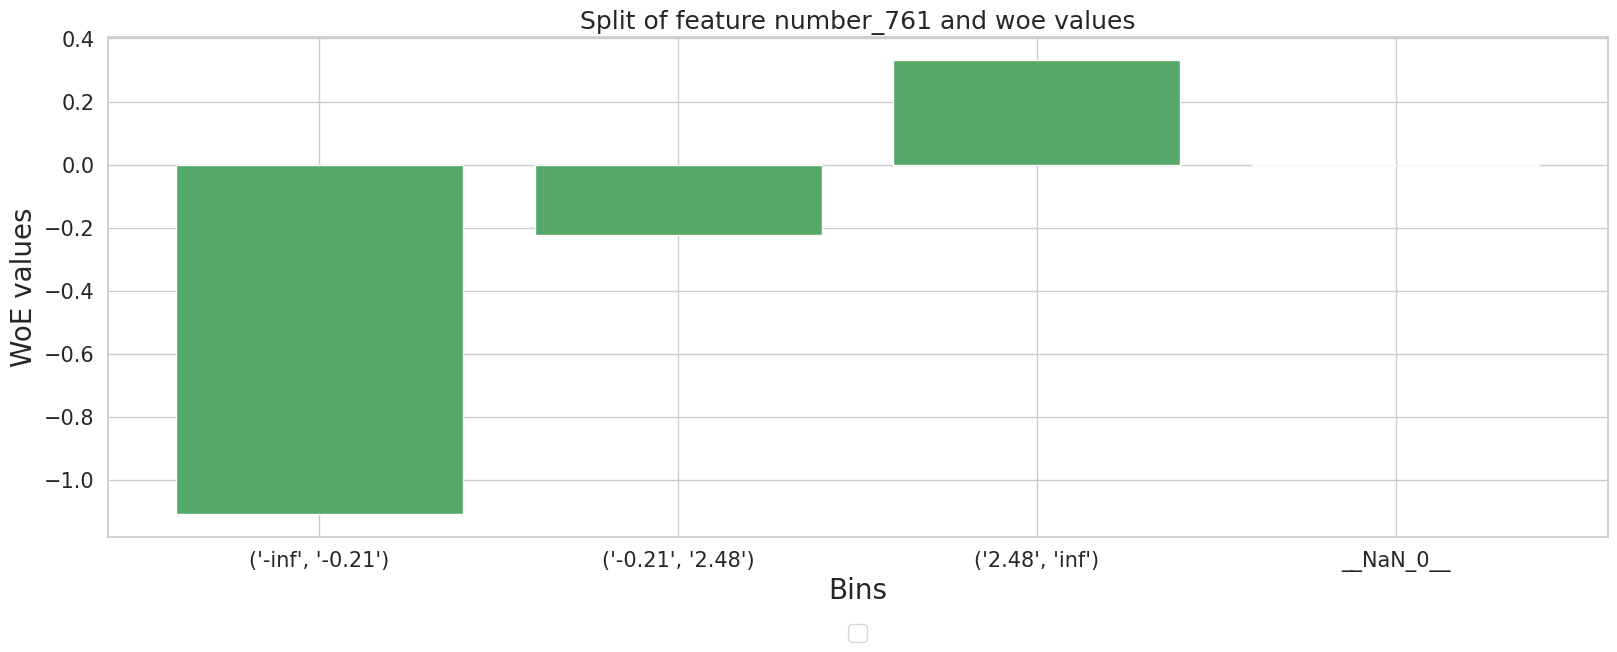 Split of feature number_761 and woe values
0.4
0.2
0.0
−0.2
−0.4
−0.6
−0.8
−1.0
WoE values
('-inf', '-0.21')
('-0.21', '2.48')
('2.48', 'inf')
__NaN_0__
Bins